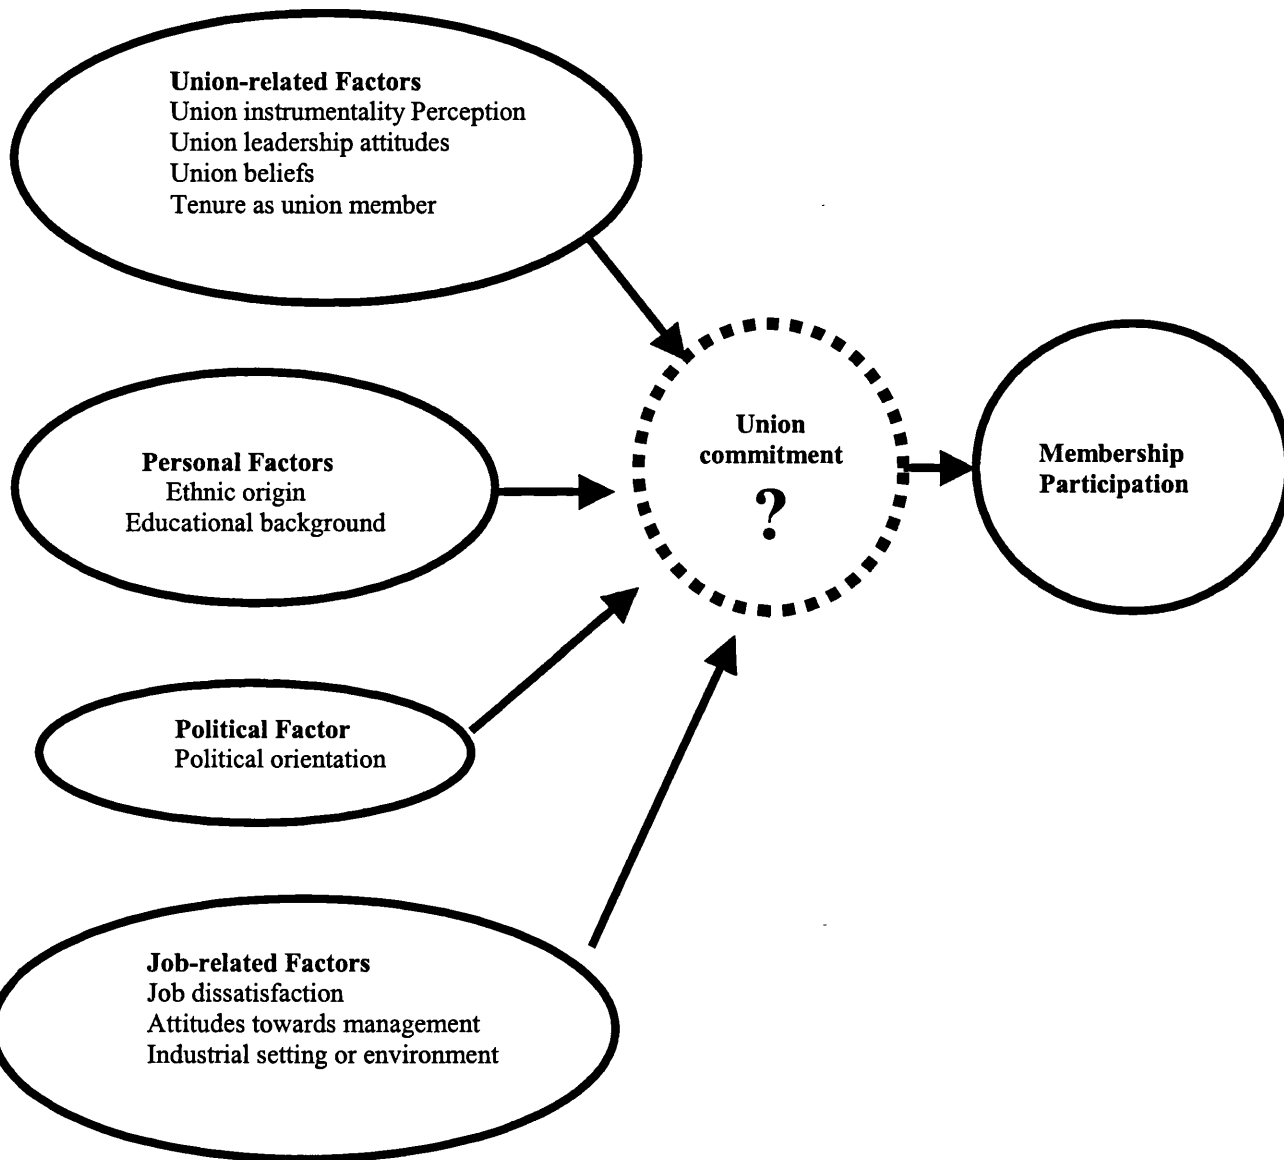 Union-related Factors
Union instrumentality Perception
Union leadership attitudes
Union beliefs
Tenure as union member
Personal Factors
Ethnic origin
Educational background
Political Factor
Political orientation
Job-related Factors
Job dissatisfaction
Attitudes towards management
Industrial setting or environment
Union
commitment
?
Membership
Participation